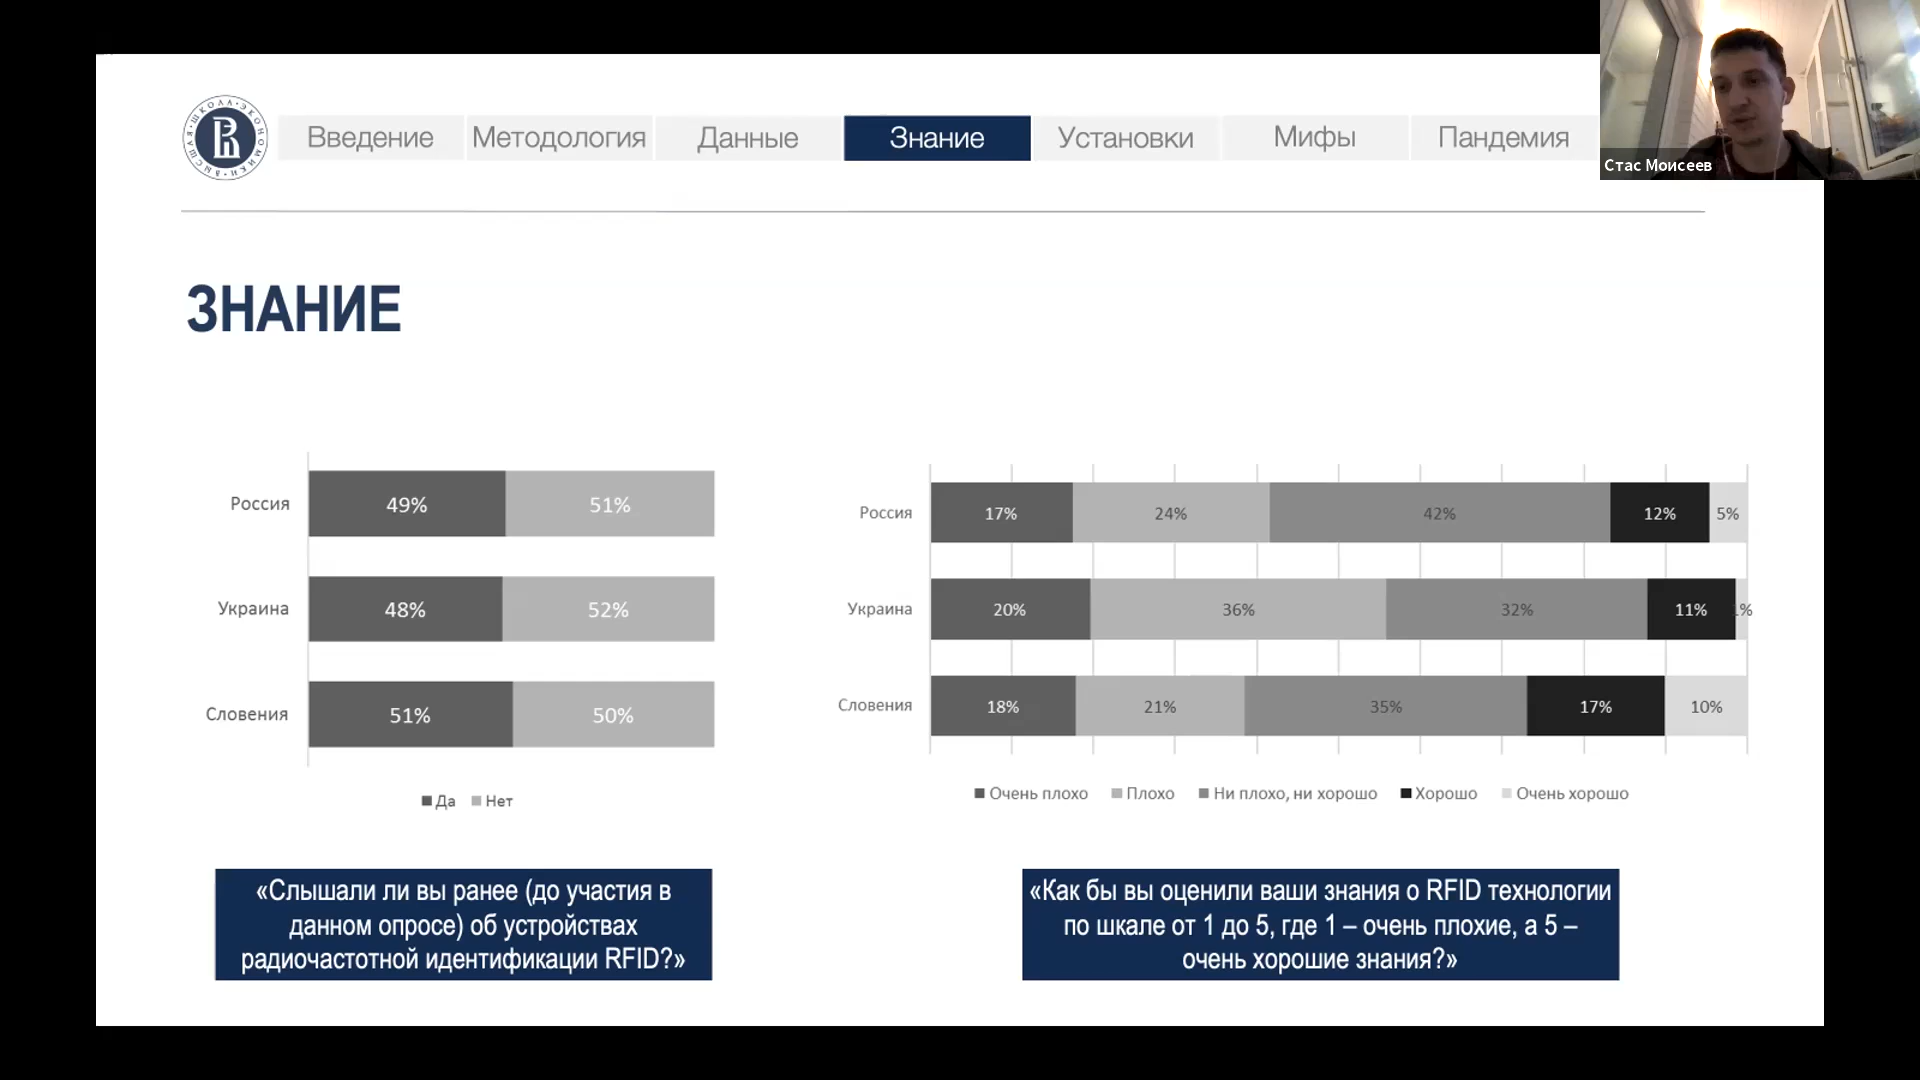 Введение Методология Данные Знание Установки Мифы Пандемия
Стас Моисеев
ВЫСШАЯ ШКОЛА ЭКОНОМИКИ
ЗНАНИЕ
Россия 49% 51%
Украина 48% 52%
Словения 51% 50%
Да Нет
«Слышали ли вы ранее (до участия в
данном опросе) об устройствах
радиочастотной идентификации RFID?»
Россия 17% 24% 42% 12% 5%
Украина 20% 36% 32% 11% 1%
Словения 18% 21% 35% 17% 10%
Очень плохо Плохо Ни плохо, ни хорошо Хорошо Очень хорошо
«Как бы вы оценили ваши знания о RFID технологии
по шкале от 1 до 5, где 1 – очень плохие, а 5 –
очень хорошие знания?»